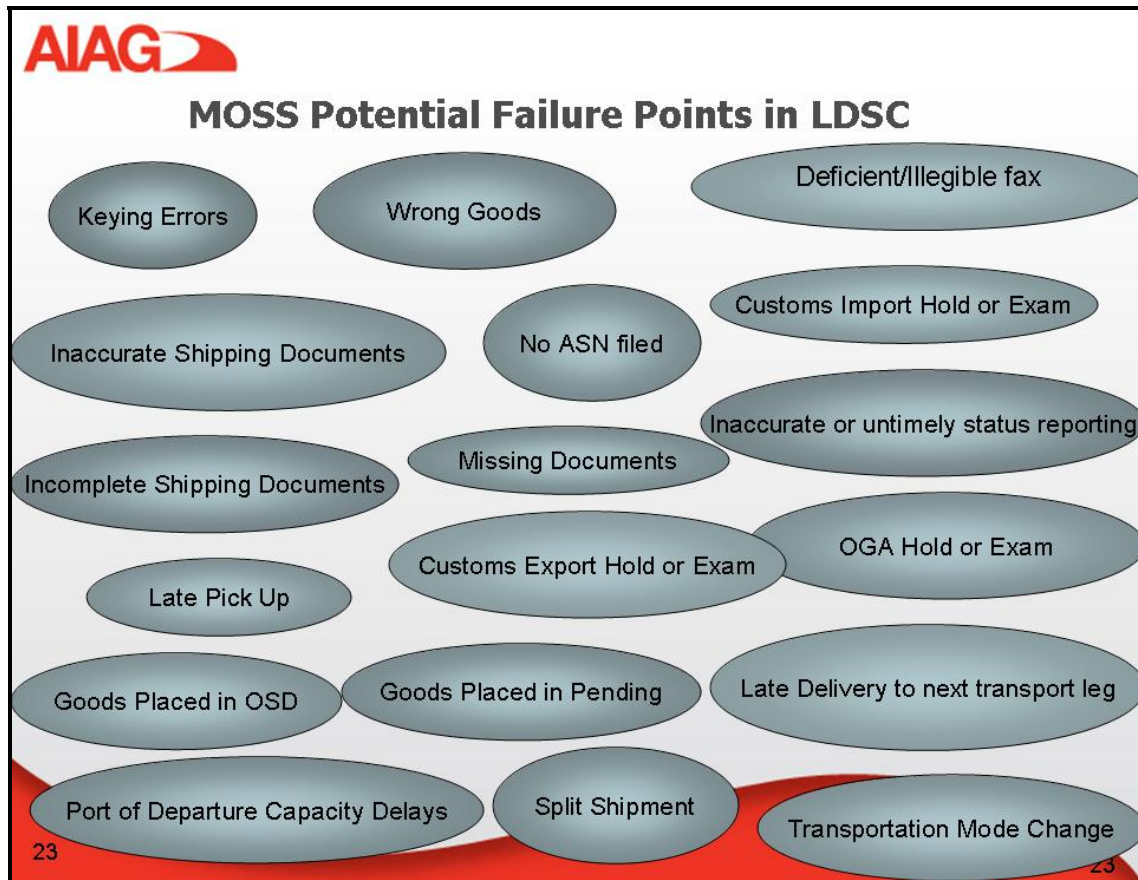 AIAG
MOSS Potential Failure Points in LDSC
Keying Errors
Wrong Goods
Deficient/Illegible fax
Inaccurate Shipping Documents
No ASN filed
Customs Import Hold or Exam
Inaccurate or untimely status reporting
Incomplete Shipping Documents
Missing Documents
Customs Export Hold or Exam
OGA Hold or Exam
Late Pick Up
Goods Placed in OSD
Goods Placed in Pending
Late Delivery to next transport leg
Port of Departure Capacity Delays
Split Shipment
Transportation Mode Change
23
23